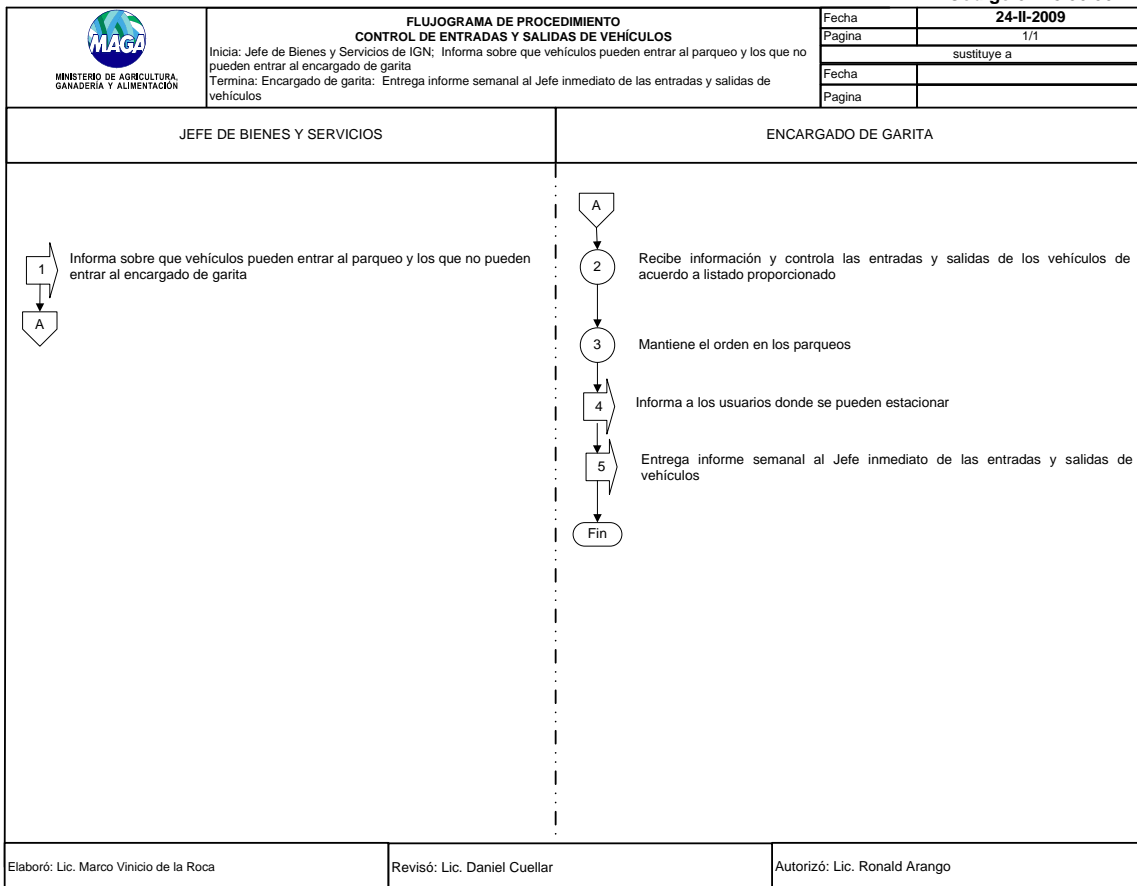 MAGA
MINISTERIO DE AGRICULTURA,
GANADERÍA Y ALIMENTACIÓN
FLUJOGRAMA DE PROCEDIMIENTO
CONTROL DE ENTRADAS Y SALIDAS DE VEHÍCULOS
Inicia: Jefe de Bienes y Servicios de IGN; Informa sobre que vehículos pueden entrar al parqueo y los que no
pueden entrar al encargado de garita
Termina: Encargado de garita: Entrega informe semanal al Jefe inmediato de las entradas y salidas de
vehículos
Fecha 24-II-2009
Pagina 1/1
sustituye a
Fecha
Pagina
JEFE DE BIENES Y SERVICIOS
ENCARGADO DE GARITA
1
Informa sobre que vehículos pueden entrar al parqueo y los que no pueden
entrar al encargado de garita
A
A
2
Recibe información y controla las entradas y salidas de los vehículos de
acuerdo a listado proporcionado
3
Mantiene el orden en los parqueos
4
Informa a los usuarios donde se pueden estacionar
5
Entrega informe semanal al Jefe inmediato de las entradas y salidas de
vehículos
Fin
Elaboró: Lic. Marco Vinicio de la Roca
Revisó: Lic. Daniel Cuellar
Autorizó: Lic. Ronald Arango